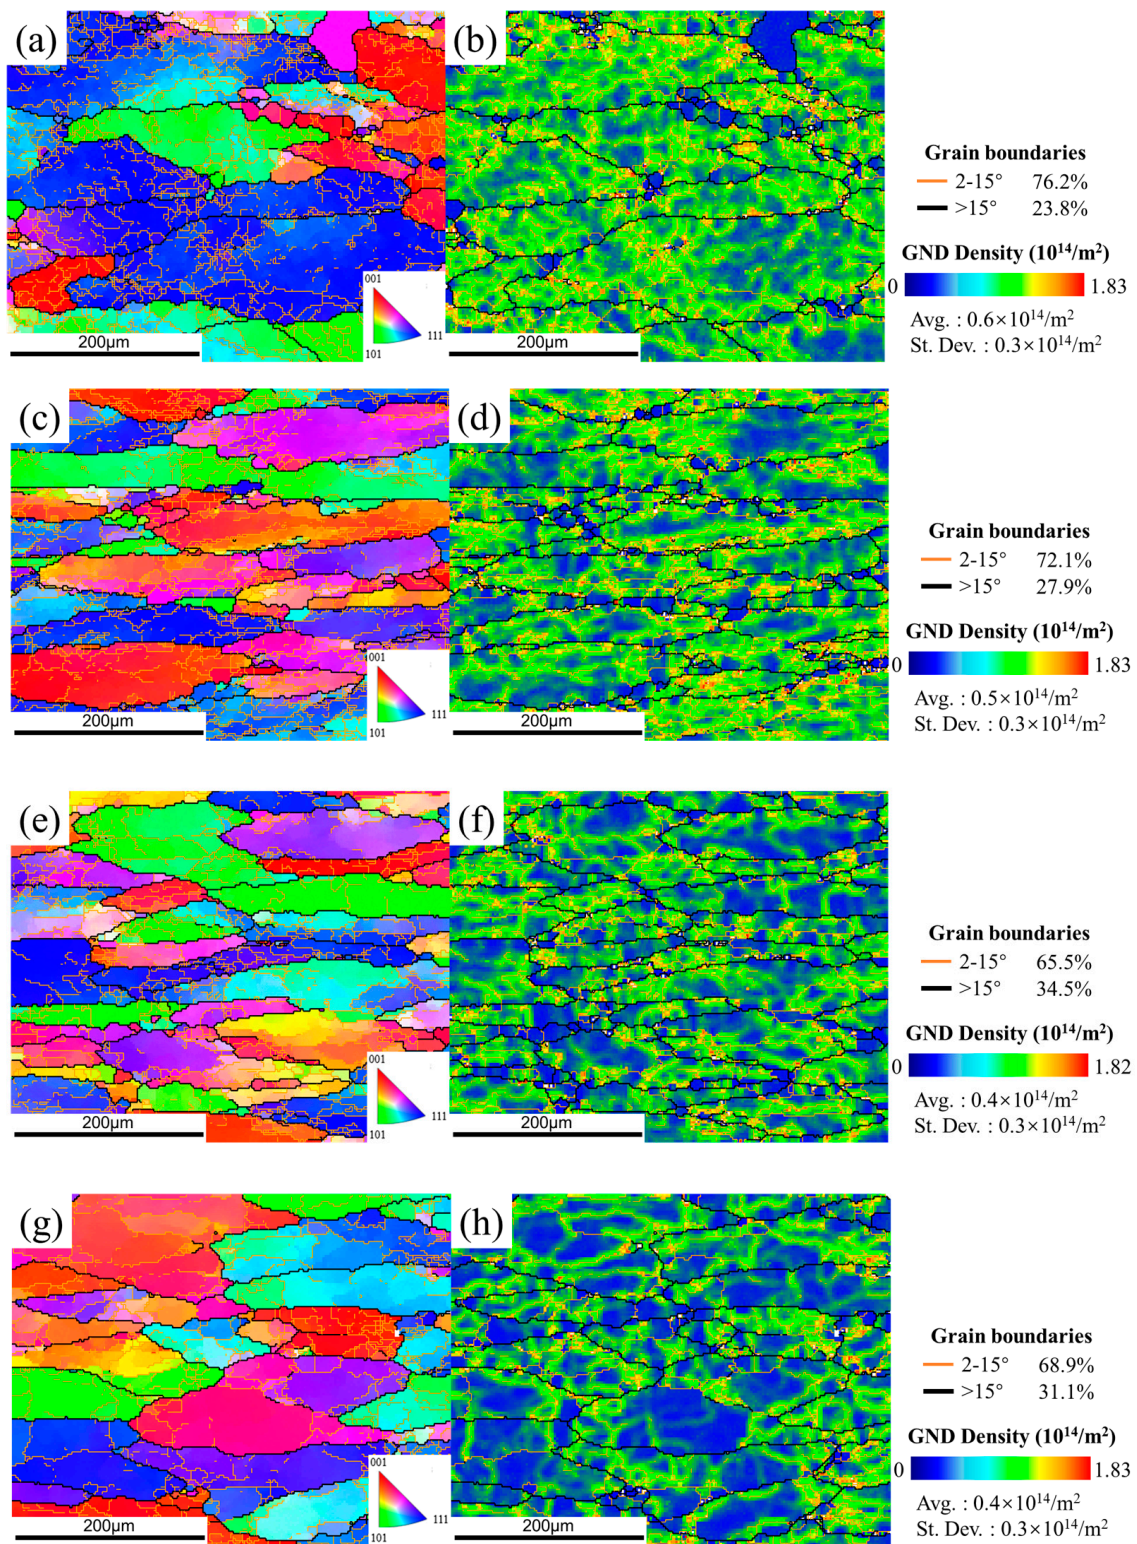 (a)
(b)
Grain boundaries
2-15° 76.2%
>15° 23.8%
GND Density (10¹⁴/m²)
0 1.83
Avg. : 0.6×10¹⁴/m²
St. Dev. : 0.3×10¹⁴/m²
001
111
101
200μm
200μm
(c)
(d)
Grain boundaries
2-15° 72.1%
>15° 27.9%
GND Density (10¹⁴/m²)
0 1.83
Avg. : 0.5×10¹⁴/m²
St. Dev. : 0.3×10¹⁴/m²
001
111
101
200μm
200μm
(e)
(f)
Grain boundaries
2-15° 65.5%
>15° 34.5%
GND Density (10¹⁴/m²)
0 1.82
Avg. : 0.4×10¹⁴/m²
St. Dev. : 0.3×10¹⁴/m²
001
111
101
200μm
200μm
(g)
(h)
Grain boundaries
2-15° 68.9%
>15° 31.1%
GND Density (10¹⁴/m²)
0 1.83
Avg. : 0.4×10¹⁴/m²
St. Dev. : 0.3×10¹⁴/m²
001
111
101
200μm
200μm